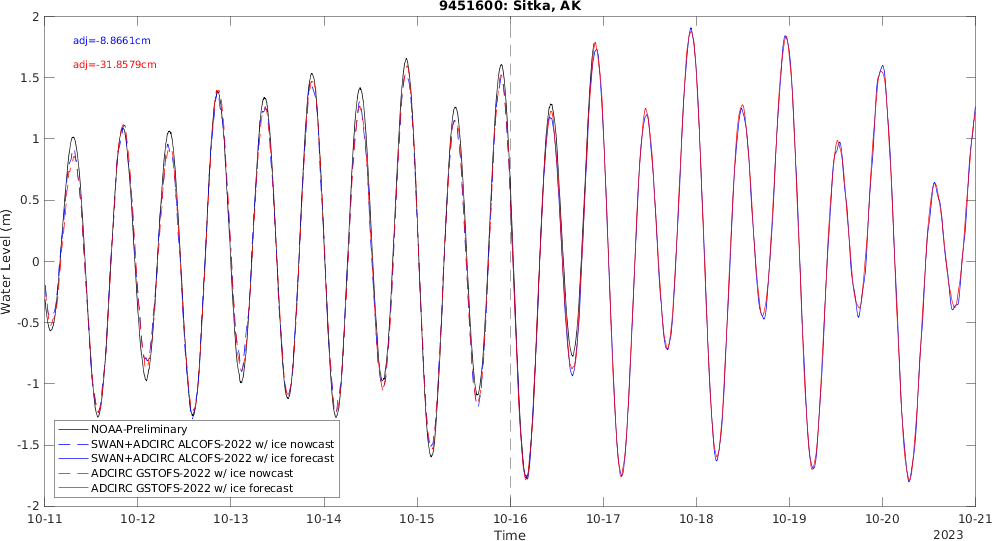 9451600: Sitka, AK
adj=-8.8661cm
adj=-31.8579cm
Water Level (m)
2
1.5
1
0.5
0
-0.5
-1
-1.5
-2
NOAA-Preliminary
SWAN+ADCIRC ALCOFS-2022 w/ ice nowcast
SWAN+ADCIRC ALCOFS-2022 w/ ice forecast
ADCIRC GSTOFS-2022 w/ ice nowcast
ADCIRC GSTOFS-2022 w/ ice forecast
10-11 10-12 10-13 10-14 10-15 10-16 10-17 10-18 10-19 10-20 10-21
Time
2023